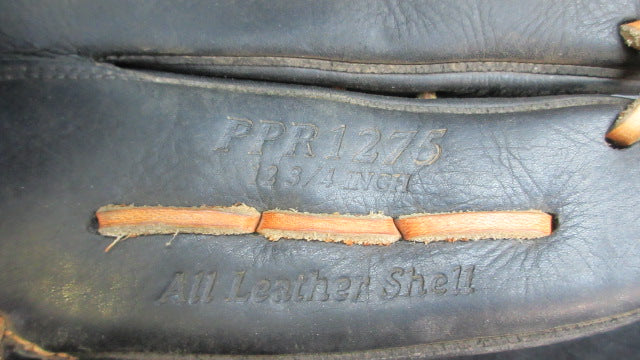 PPR1275
12 3/4 INCH
All Leather Shell